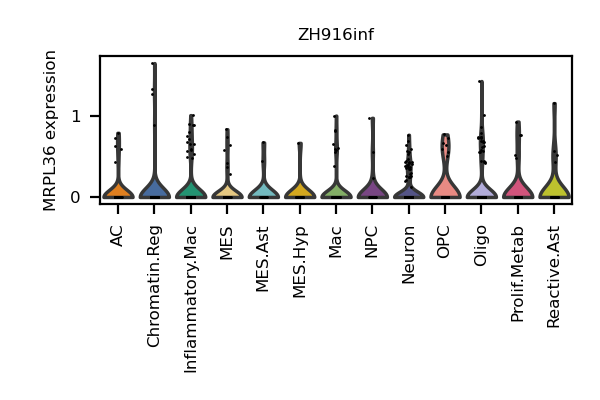 ZH916inf
MRPL36 expression
1
0
AC
Chromatin.Reg
Inflammatory.Mac
MES
MES.Ast
MES.Hyp
Mac
NPC
Neuron
OPC
Oligo
Prolif.Metab
Reactive.Ast